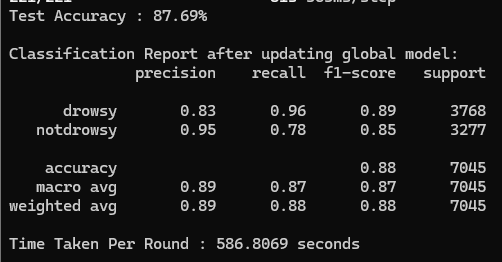 Test Accuracy : 87.69%
Classification Report after updating global model:
precision recall f1-score support
drowsy 0.83 0.96 0.89 3768
notdrowsy 0.95 0.78 0.85 3277
accuracy 0.88 7045
macro avg 0.89 0.87 0.87 7045
weighted avg 0.89 0.88 0.88 7045
Time Taken Per Round : 586.8069 seconds